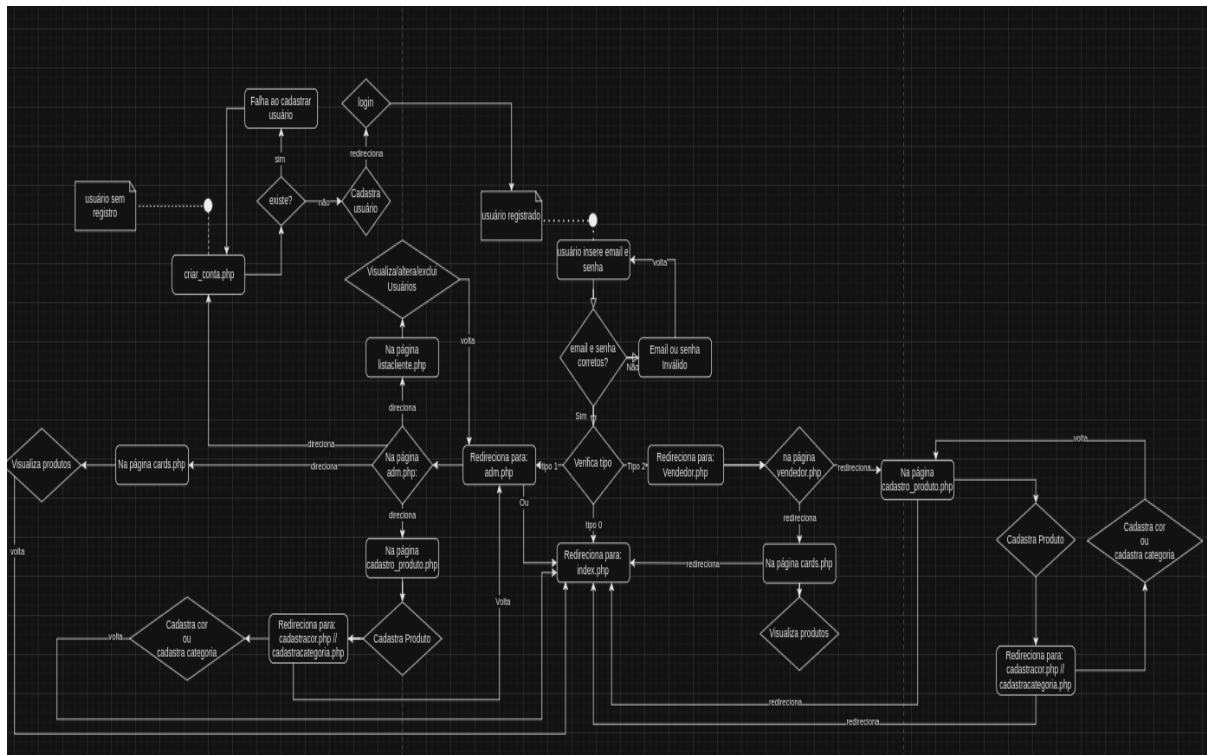 Falha ao cadastrar
usuário
login
sim
redireciona
usuário sem
registro
existe?
não
Cadastra
usuário
usuário registrado
criar_conta.php
Visualiza/altera/exclui
Usuários
usuário insere email e
senha
volta
Na página
listacliente.php
volta
email e senha
corretos?
Não
Email ou senha
Inválido
direciona
Sim
direciona
Visualiza produtos
Na página cards.php
direciona
Na página
adm.php:
Redireciona para:
adm.php
tipo 1
Verifica tipo
Tipo 2
Redireciona para:
Vendedor.php
na página
vendedor.php
redireciona
Na página
cadastro_produto.php
volta
direciona
Ou
tipo 0
redireciona
volta
Na página
cadastro_produto.php
Redireciona para:
index.php
redireciona
Na página cards.php
Cadastra Produto
Cadastra cor
ou
cadastra categoria
Volta
volta
Cadastra cor
ou
cadastra categoria
Redireciona para:
cadastracor.php //
cadastracategoria.php
Cadastra Produto
Visualiza produtos
Redireciona para:
cadastracor.php //
cadastracategoria.php
redireciona
redireciona